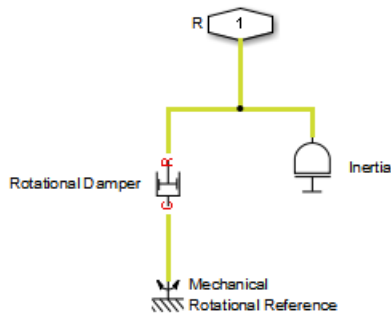 R 1
R
Rotational Damper
Inertia
C
Mechanical
Rotational Reference